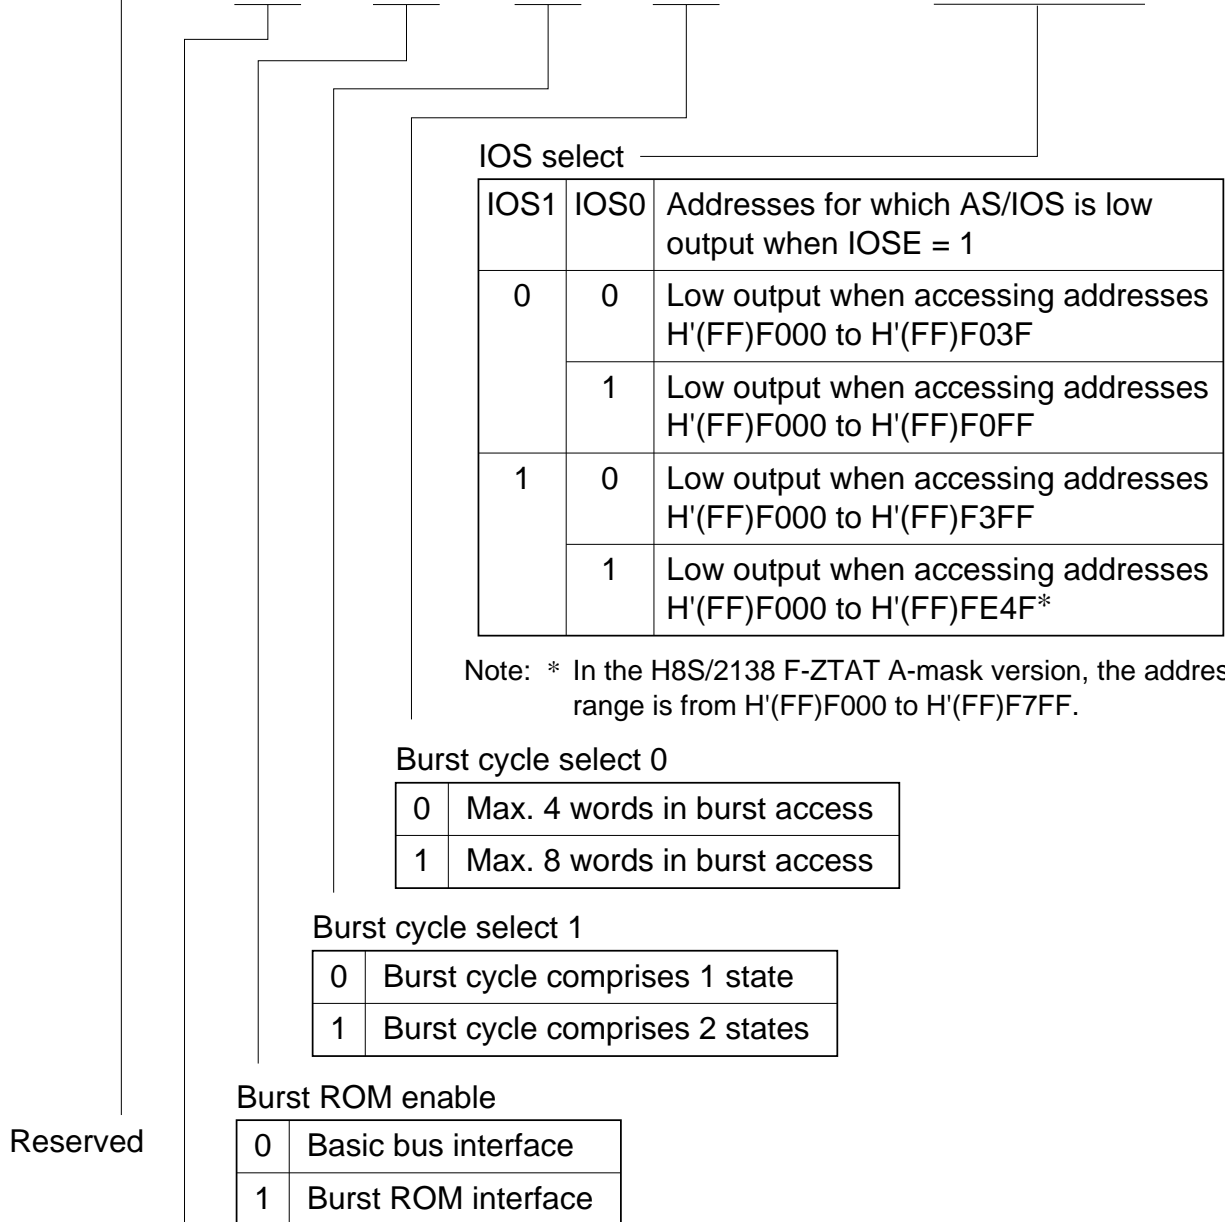 IOS select
IOS1 IOS0 Addresses for which AS/IOS is low
output when IOSE = 1
0 0 Low output when accessing addresses
H'(FF)F000 to H'(FF)F03F
1 Low output when accessing addresses
H'(FF)F000 to H'(FF)F0FF
1 0 Low output when accessing addresses
H'(FF)F000 to H'(FF)F3FF
1 Low output when accessing addresses
H'(FF)F000 to H'(FF)FE4F*
Note: * In the H8S/2138 F-ZTAT A-mask version, the addres
range is from H'(FF)F000 to H'(FF)F7FF.
Burst cycle select 0
0 Max. 4 words in burst access
1 Max. 8 words in burst access
Burst cycle select 1
0 Burst cycle comprises 1 state
1 Burst cycle comprises 2 states
Burst ROM enable
Reserved
0 Basic bus interface
1 Burst ROM interface